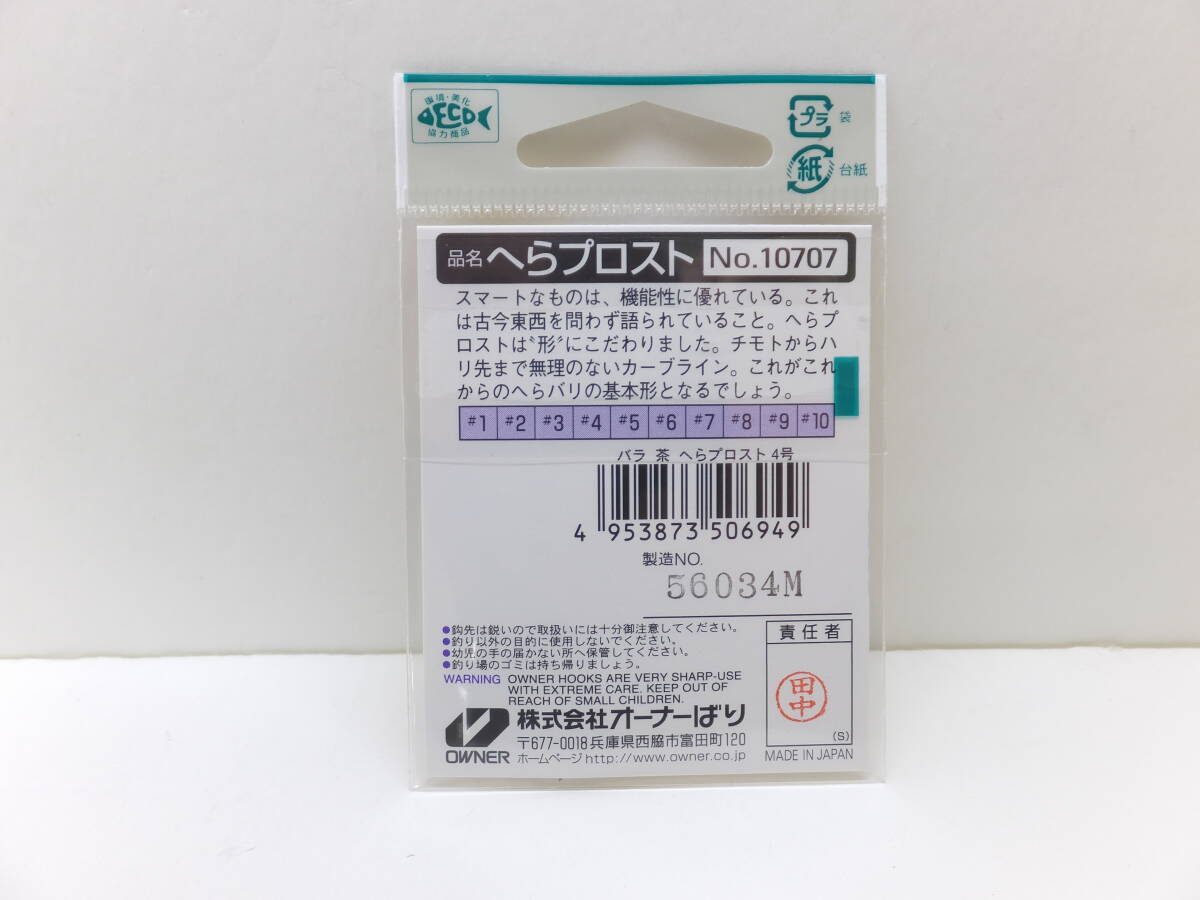 環境・美化
ECO
協力商品
プラ 袋
紙 台紙
品名 へらプロスト No.10707
スマートなものは、機能性に優れている。これ
は古今東西を問わず語られていること。へらプ
ロストは〝形〟にこだわりました。チモトからハ
リ先まで無理のないカーブライン。これがこれ
からのへらバリの基本形となるでしょう。
#1 #2 #3 #4 #5 #6 #7 #8 #9 #10
バラ 茶 へらプロスト 4号
4 953873 506949
製造NO.
56034M
●鈎先は鋭いので取扱いには十分御注意してください。
●釣り以外の目的に使用しないでください。
●幼児の手の届かない所へ保管してください。
●釣り場のゴミは持ち帰りましょう。
WARNING OWNER HOOKS ARE VERY SHARP-USE
WITH EXTREME CARE. KEEP OUT OF
REACH OF SMALL CHILDREN.
OWNER
株式会社オーナーばり
〒677-0018 兵庫県西脇市富田町120
ホームページ http://www.owner.co.jp
責任者
田中
(S)
MADE IN JAPAN